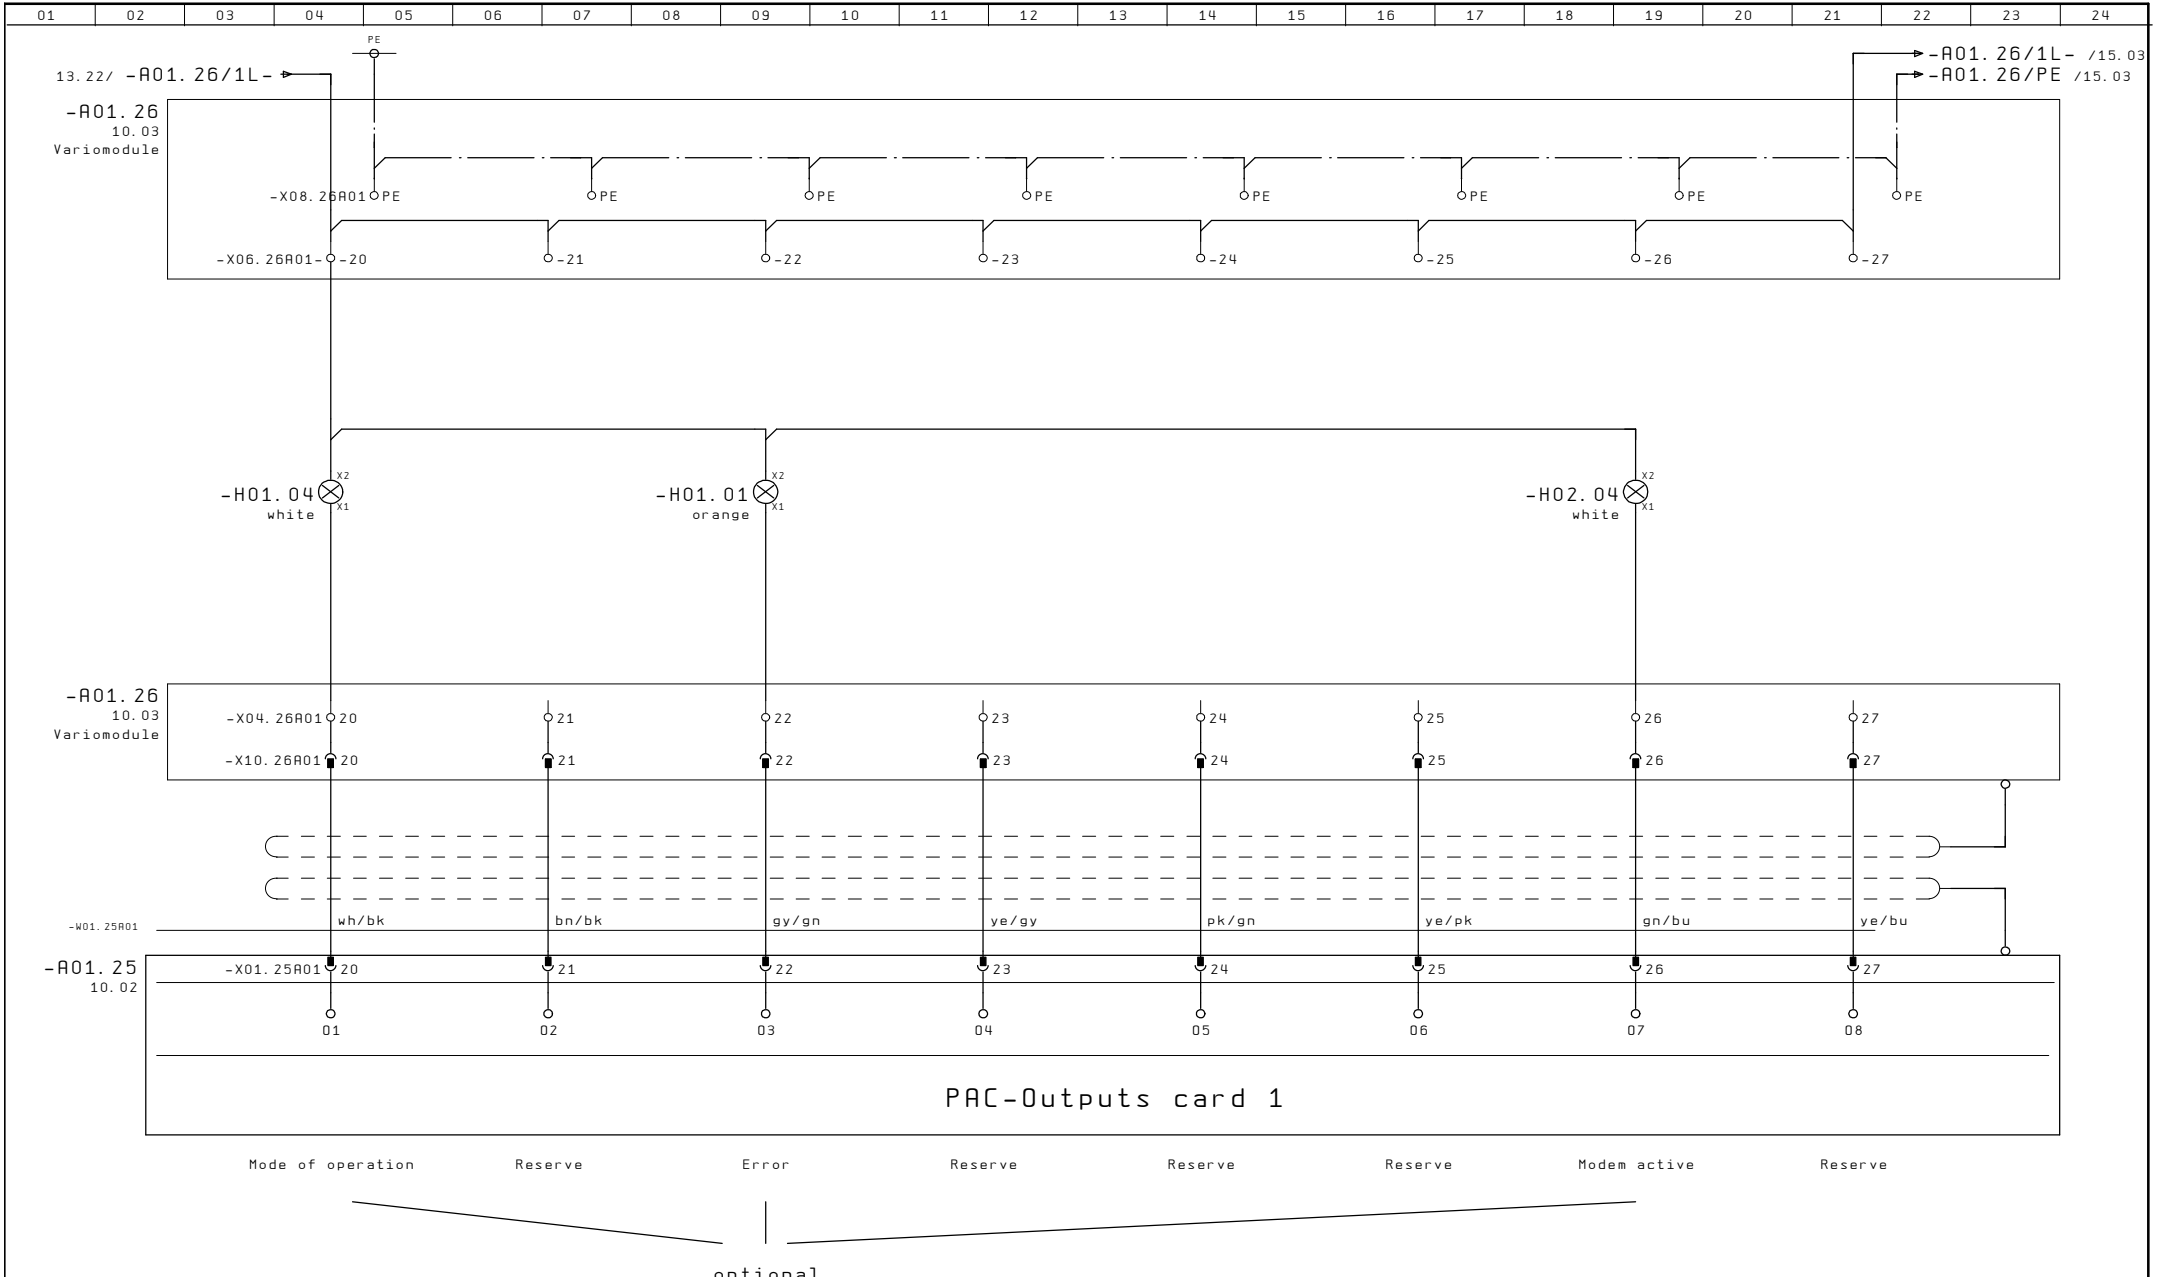 01 02 03 04 05 06 07 08 09 10 11 12 13 14 15 16 17 18 19 20 21 22 23 24
PE
-A01.26/1L- /15.03
13.22/ -A01.26/1L-
-A01.26/PE /15.03
-A01.26
10.03
Variomodule
-X08.26A01 PE PE PE PE PE PE PE PE
-X06.26A01- -20 -21 -22 -23 -24 -25 -26 -27
X2 X2 X2
-H01.04 -H01.01 -H02.04
X1 X1 X1
white orange white
-A01.26
10.03
Variomodule
-X04.26A01 20 21 22 23 24 25 26 27
-X10.26A01 20 21 22 23 24 25 26 27
wh/bk bn/bk gy/gn ye/gy pk/gn ye/pk gn/bu ye/bu
-W01.25A01
-A01.25
10.02
-X01.25A01 20 21 22 23 24 25 26 27
01 02 03 04 05 06 07 08
PAC-Outputs card 1
Mode of operation Reserve Error Reserve Reserve Reserve Modem active Reserve
optional